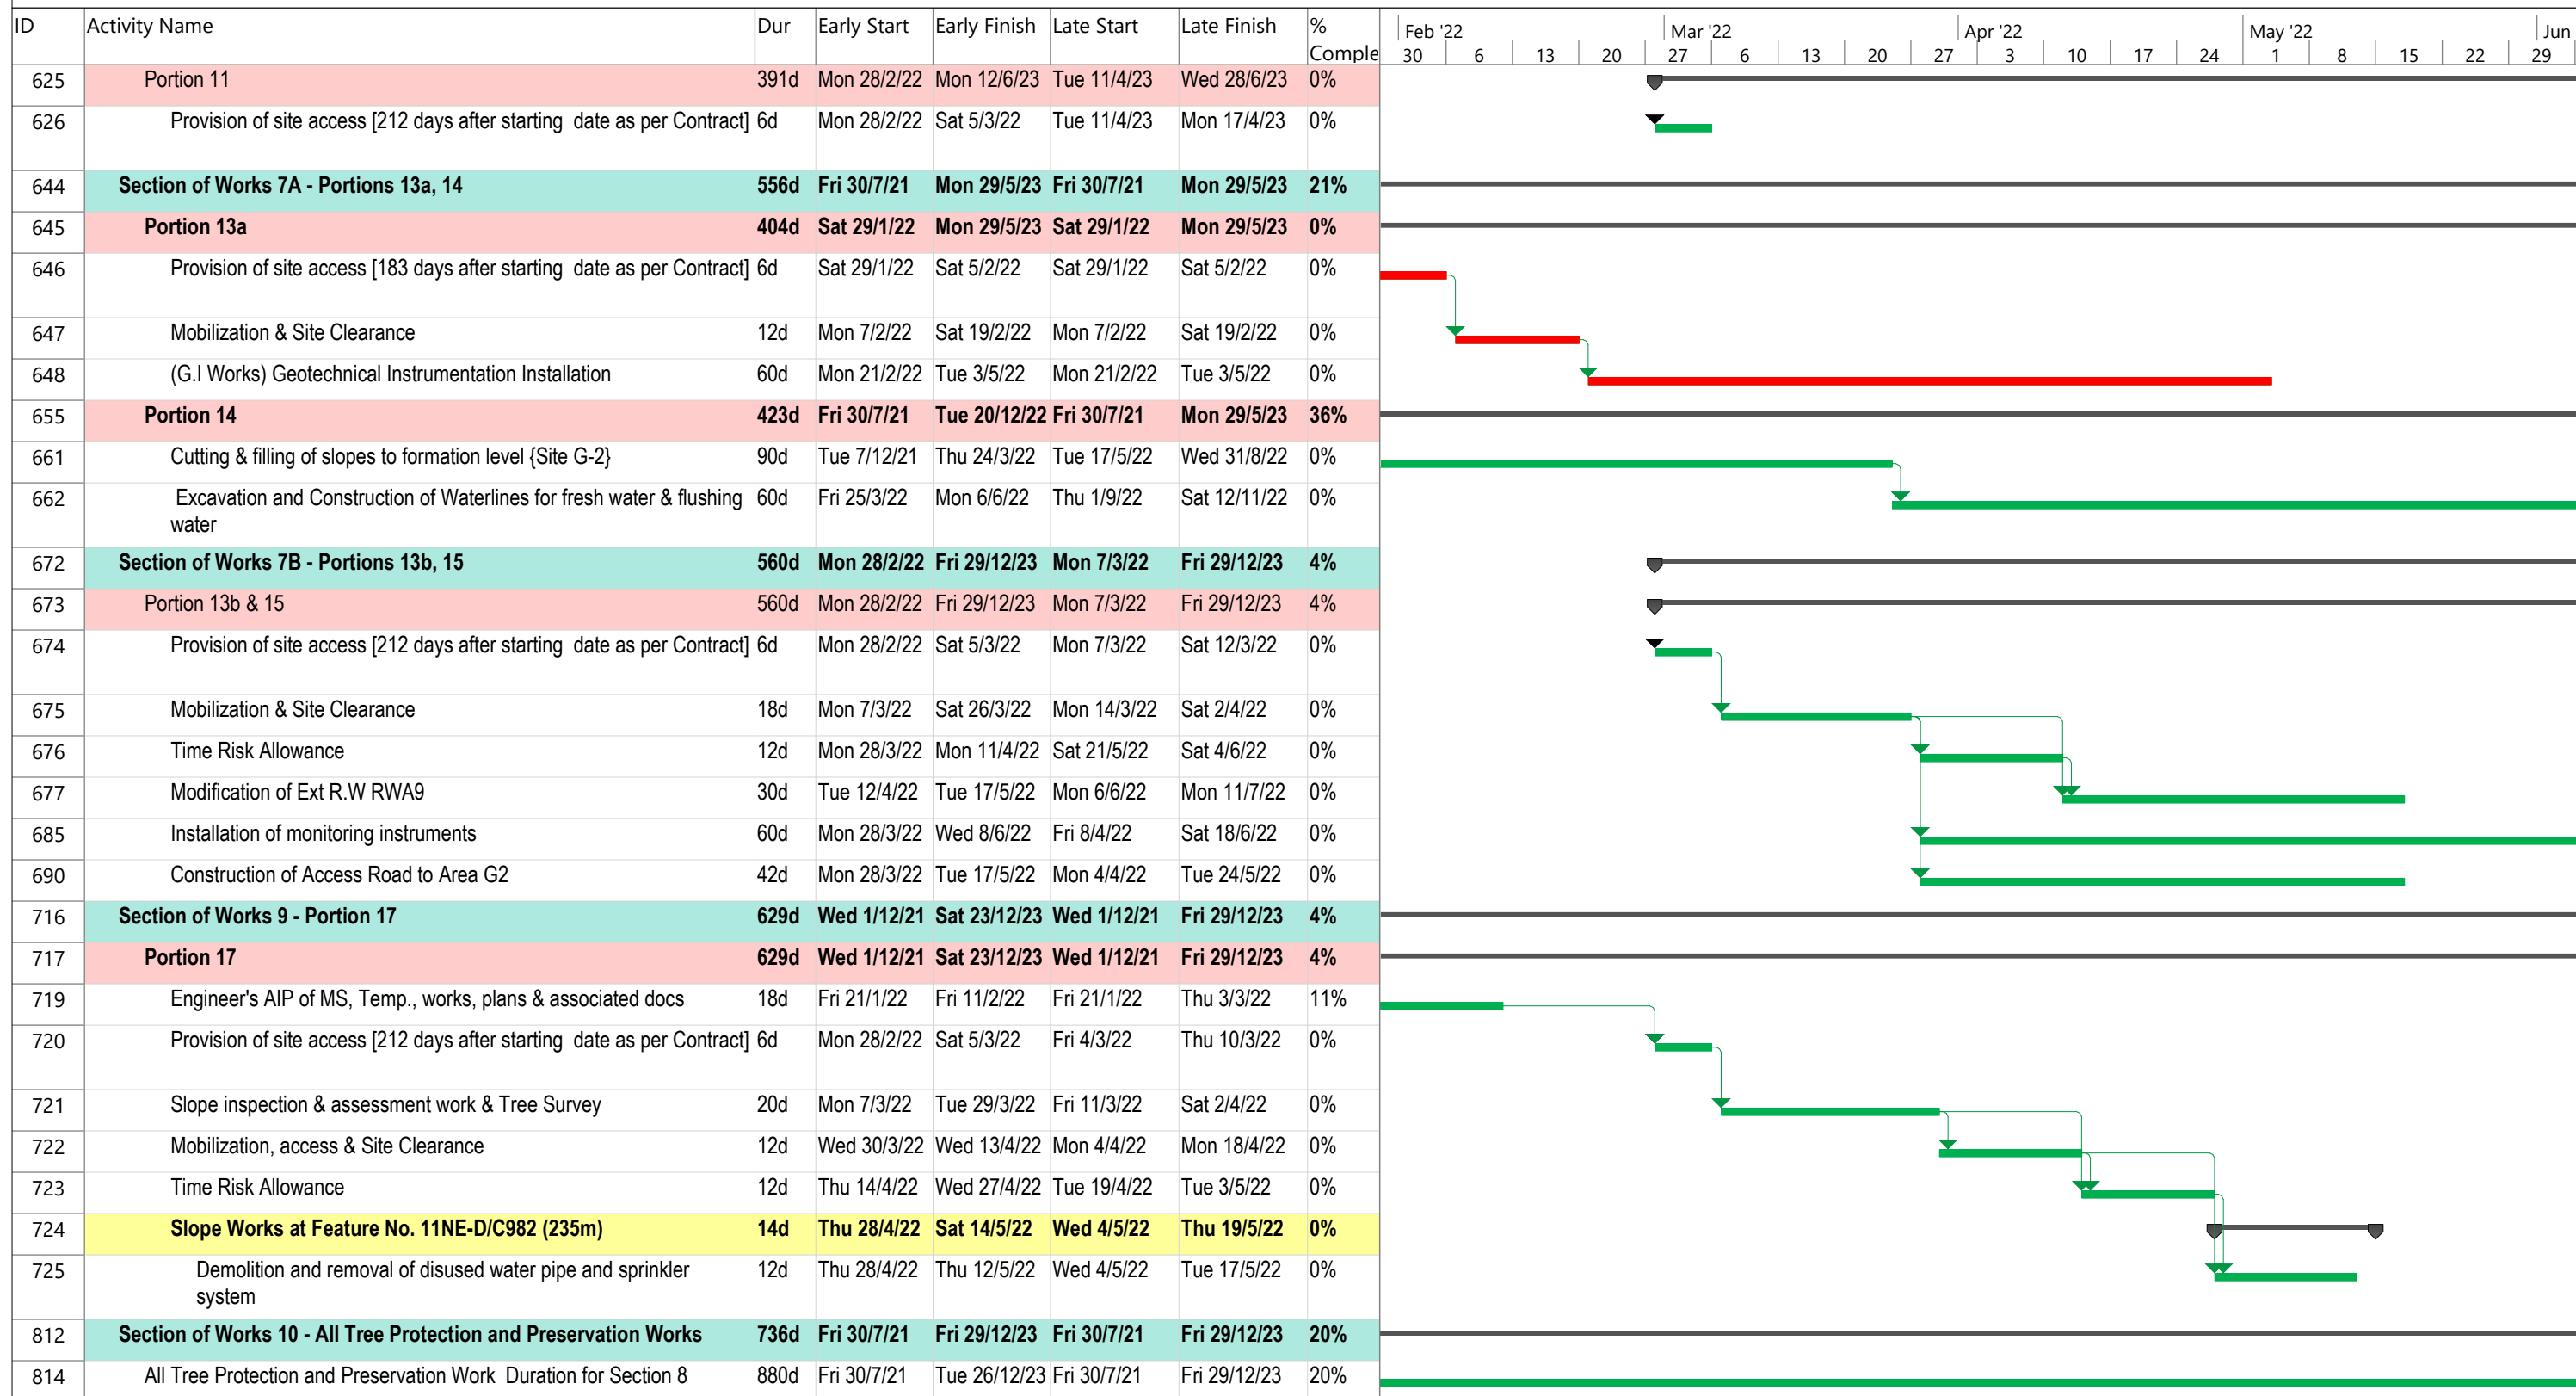 ID Activity Name Dur Early Start Early Finish Late Start Late Finish %
Comple
Feb '22 Mar '22 Apr '22 May '22 Jun
30 6 13 20 27 6 13 20 27 3 10 17 24 1 8 15 22 29
625 Portion 11 391d Mon 28/2/22 Mon 12/6/23 Tue 11/4/23 Wed 28/6/23 0%
626 Provision of site access [212 days after starting date as per Contract] 6d Mon 28/2/22 Sat 5/3/22 Tue 11/4/23 Mon 17/4/23 0%
644 Section of Works 7A - Portions 13a, 14 556d Fri 30/7/21 Mon 29/5/23 Fri 30/7/21 Mon 29/5/23 21%
645 Portion 13a 404d Sat 29/1/22 Mon 29/5/23 Sat 29/1/22 Mon 29/5/23 0%
646 Provision of site access [183 days after starting date as per Contract] 6d Sat 29/1/22 Sat 5/2/22 Sat 29/1/22 Sat 5/2/22 0%
647 Mobilization & Site Clearance 12d Mon 7/2/22 Sat 19/2/22 Mon 7/2/22 Sat 19/2/22 0%
648 (G.I Works) Geotechnical Instrumentation Installation 60d Mon 21/2/22 Tue 3/5/22 Mon 21/2/22 Tue 3/5/22 0%
655 Portion 14 423d Fri 30/7/21 Tue 20/12/22 Fri 30/7/21 Mon 29/5/23 36%
661 Cutting & filling of slopes to formation level {Site G-2} 90d Tue 7/12/21 Thu 24/3/22 Tue 17/5/22 Wed 31/8/22 0%
662 Excavation and Construction of Waterlines for fresh water & flushing 60d Fri 25/3/22 Mon 6/6/22 Thu 1/9/22 Sat 12/11/22 0%
water
672 Section of Works 7B - Portions 13b, 15 560d Mon 28/2/22 Fri 29/12/23 Mon 7/3/22 Fri 29/12/23 4%
673 Portion 13b & 15 560d Mon 28/2/22 Fri 29/12/23 Mon 7/3/22 Fri 29/12/23 4%
674 Provision of site access [212 days after starting date as per Contract] 6d Mon 28/2/22 Sat 5/3/22 Mon 7/3/22 Sat 12/3/22 0%
675 Mobilization & Site Clearance 18d Mon 7/3/22 Sat 26/3/22 Mon 14/3/22 Sat 2/4/22 0%
676 Time Risk Allowance 12d Mon 28/3/22 Mon 11/4/22 Sat 21/5/22 Sat 4/6/22 0%
677 Modification of Ext R.W RWA9 30d Tue 12/4/22 Tue 17/5/22 Mon 6/6/22 Mon 11/7/22 0%
685 Installation of monitoring instruments 60d Mon 28/3/22 Wed 8/6/22 Fri 8/4/22 Sat 18/6/22 0%
690 Construction of Access Road to Area G2 42d Mon 28/3/22 Tue 17/5/22 Mon 4/4/22 Tue 24/5/22 0%
716 Section of Works 9 - Portion 17 629d Wed 1/12/21 Sat 23/12/23 Wed 1/12/21 Fri 29/12/23 4%
717 Portion 17 629d Wed 1/12/21 Sat 23/12/23 Wed 1/12/21 Fri 29/12/23 4%
719 Engineer's AIP of MS, Temp., works, plans & associated docs 18d Fri 21/1/22 Fri 11/2/22 Fri 21/1/22 Thu 3/3/22 11%
720 Provision of site access [212 days after starting date as per Contract] 6d Mon 28/2/22 Sat 5/3/22 Fri 4/3/22 Thu 10/3/22 0%
721 Slope inspection & assessment work & Tree Survey 20d Mon 7/3/22 Tue 29/3/22 Fri 11/3/22 Sat 2/4/22 0%
722 Mobilization, access & Site Clearance 12d Wed 30/3/22 Wed 13/4/22 Mon 4/4/22 Mon 18/4/22 0%
723 Time Risk Allowance 12d Thu 14/4/22 Wed 27/4/22 Tue 19/4/22 Tue 3/5/22 0%
724 Slope Works at Feature No. 11NE-D/C982 (235m) 14d Thu 28/4/22 Sat 14/5/22 Wed 4/5/22 Thu 19/5/22 0%
725 Demolition and removal of disused water pipe and sprinkler 12d Thu 28/4/22 Thu 12/5/22 Wed 4/5/22 Tue 17/5/22 0%
system
812 Section of Works 10 - All Tree Protection and Preservation Works 736d Fri 30/7/21 Fri 29/12/23 Fri 30/7/21 Fri 29/12/23 20%
814 All Tree Protection and Preservation Work Duration for Section 8 880d Fri 30/7/21 Tue 26/12/23 Fri 30/7/21 Fri 29/12/23 20%